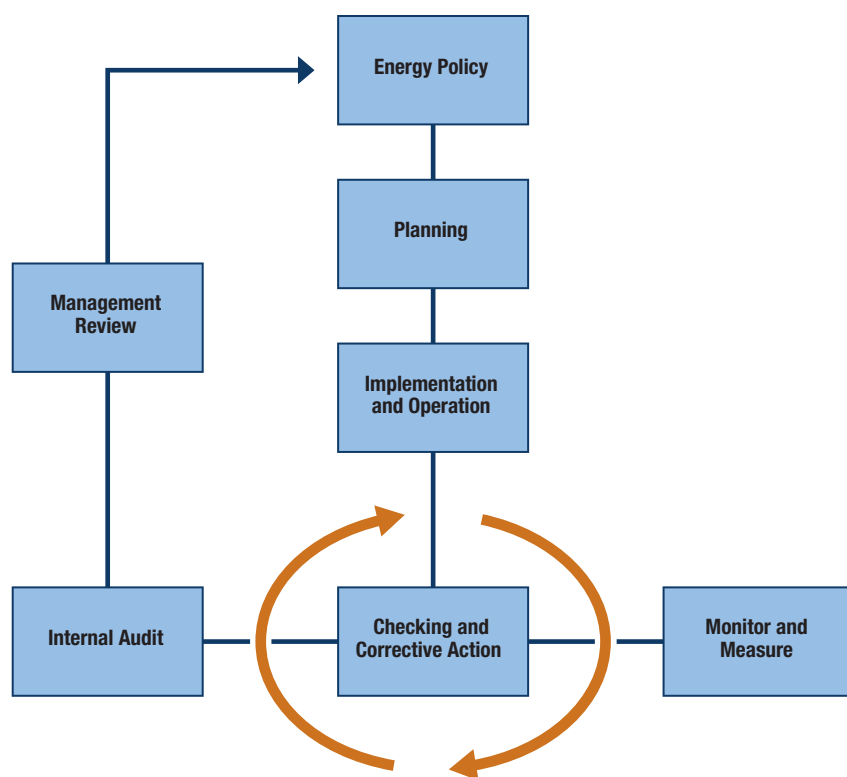 Energy Policy
Planning
Management
Review
Implementation
and Operation
Internal Audit
Checking and
Corrective Action
Monitor and
Measure